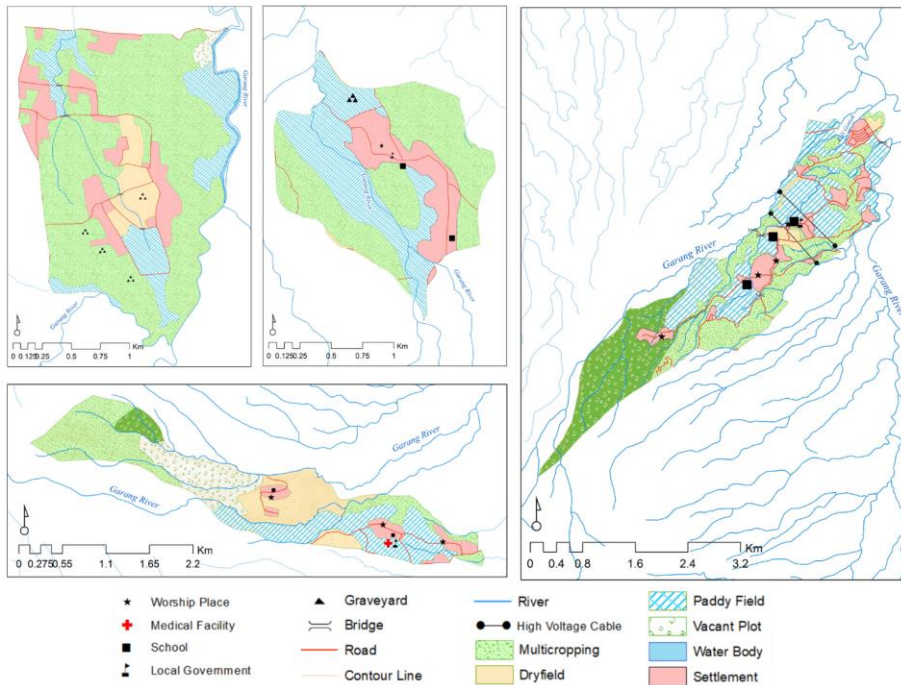 Garang River
Garang River
Km
0 0.125 0.25 0.5 0.75 1
Garang River
Garang River
Km
0 0.125 0.25 0.5 0.75 1
Garang River
Garang River
Km
0 0.4 0.8 1.6 2.4 3.2
Garang River
Garang River
Km
0 0.275 0.55 1.1 1.65 2.2
Worship Place
Medical Facility
School
Local Government
Graveyard
Bridge
Road
Contour Line
River
High Voltage Cable
Multicropping
Dryfield
Paddy Field
Vacant Plot
Water Body
Settlement